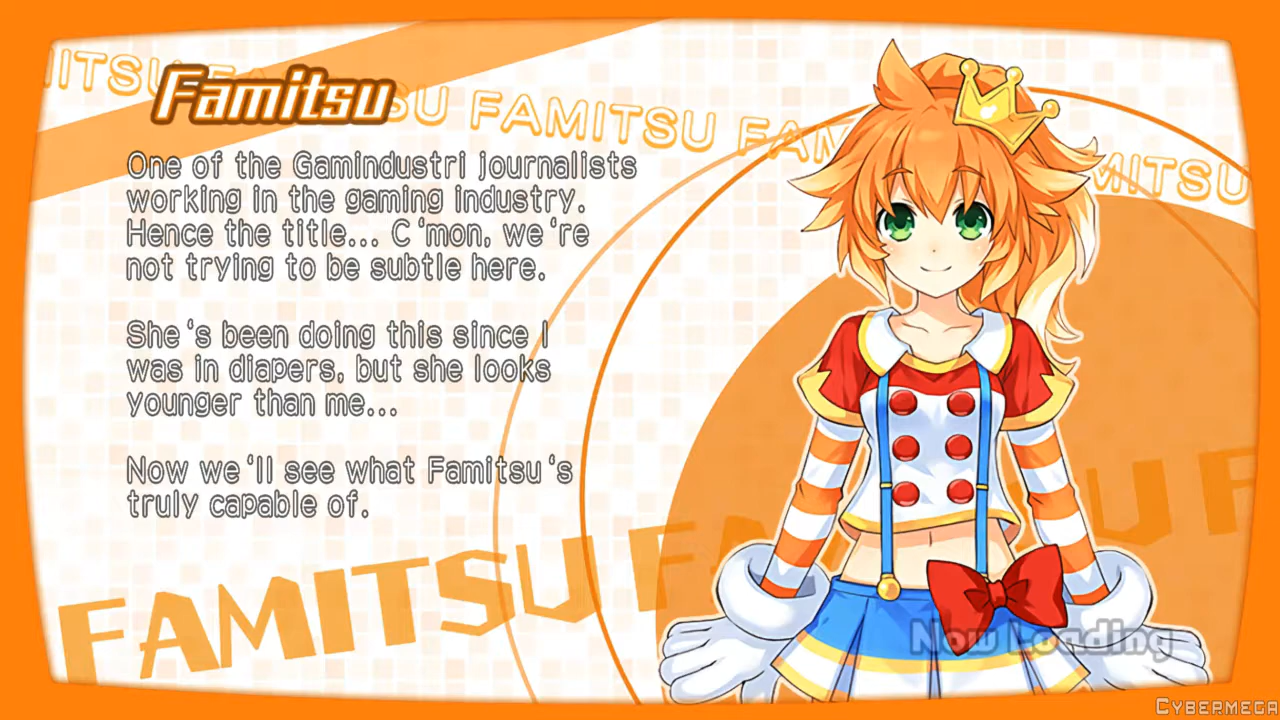 ITSU FAMITSU FAMITSU FAMITSU
Famitsu
One of the Gamindustri journalists
working in the gaming industry.
Hence the title... C'mon, we're
not trying to be subtle here.
She's been doing this since I
was in diapers, but she looks
younger than me...
Now we'll see what Famitsu's
truly capable of.
FAMITSU FAMITSU F
Now Loading
CYBERMEGA